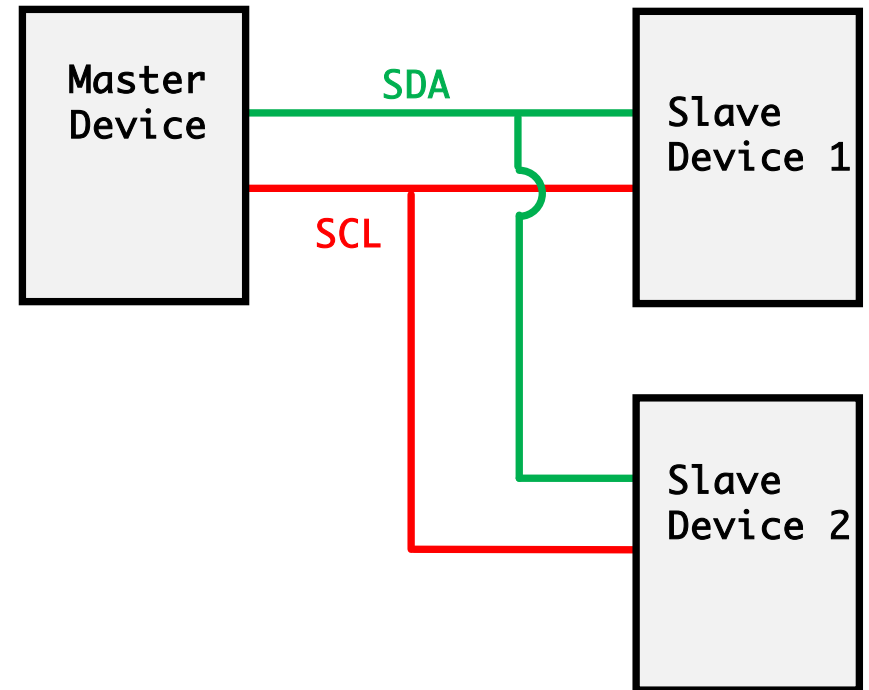 Master
Device
SDA
SCL
Slave
Device 1
Slave
Device 2